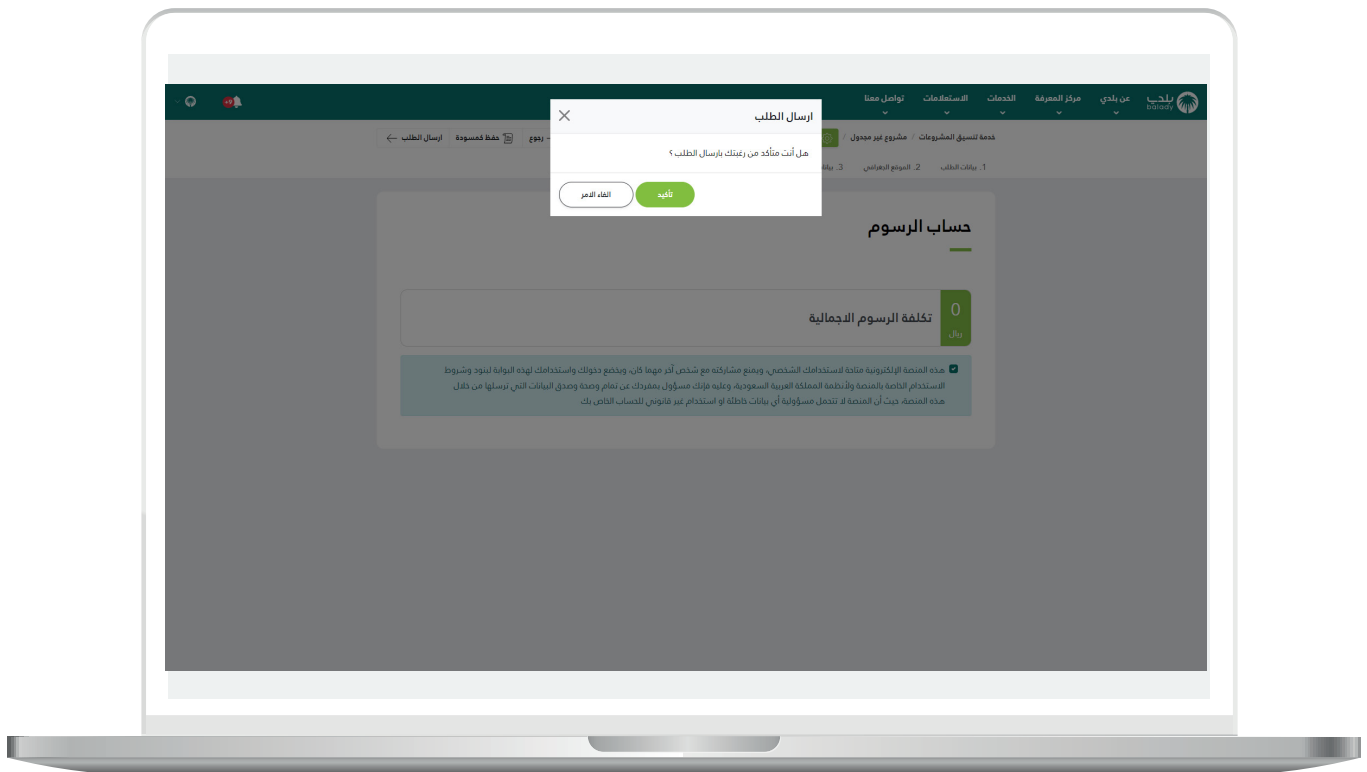 بلدي
balady
عن بلدي
مركز المعرفة
الخدمات
الاستعلامات
تواصل معنا
خدمة تنسيق المشروعات / مشروع غير مجدول /
رجوع
حفظ كمسودة
ارسال الطلب
1. بيانات الطلب
2. الموقع الجغرافي
3.
ارسال الطلب
هل أنت متأكد من رغبتك بارسال الطلب ؟
تأكيد
الغاء الامر
حساب الرسوم
0
ريال
تكلفة الرسوم الاجمالية
هذه المنصة الإلكترونية متاحة لاستخدامك الشخصي، ويمنع مشاركته مع شخص آخر مهما كان، ويخضع دخولك واستخدامك لهذه البوابة لبنود وشروط
الاستخدام الخاصة بالمنصة ولأنظمة المملكة العربية السعودية، وعليه فإنك مسؤول بمفردك عن تمام وصحة وصدق البيانات التي ترسلها من خلال
هذه المنصة، حيث أن المنصة لا تتحمل مسؤولية أي بيانات خاطئة او استخدام غير قانوني للحساب الخاص بك